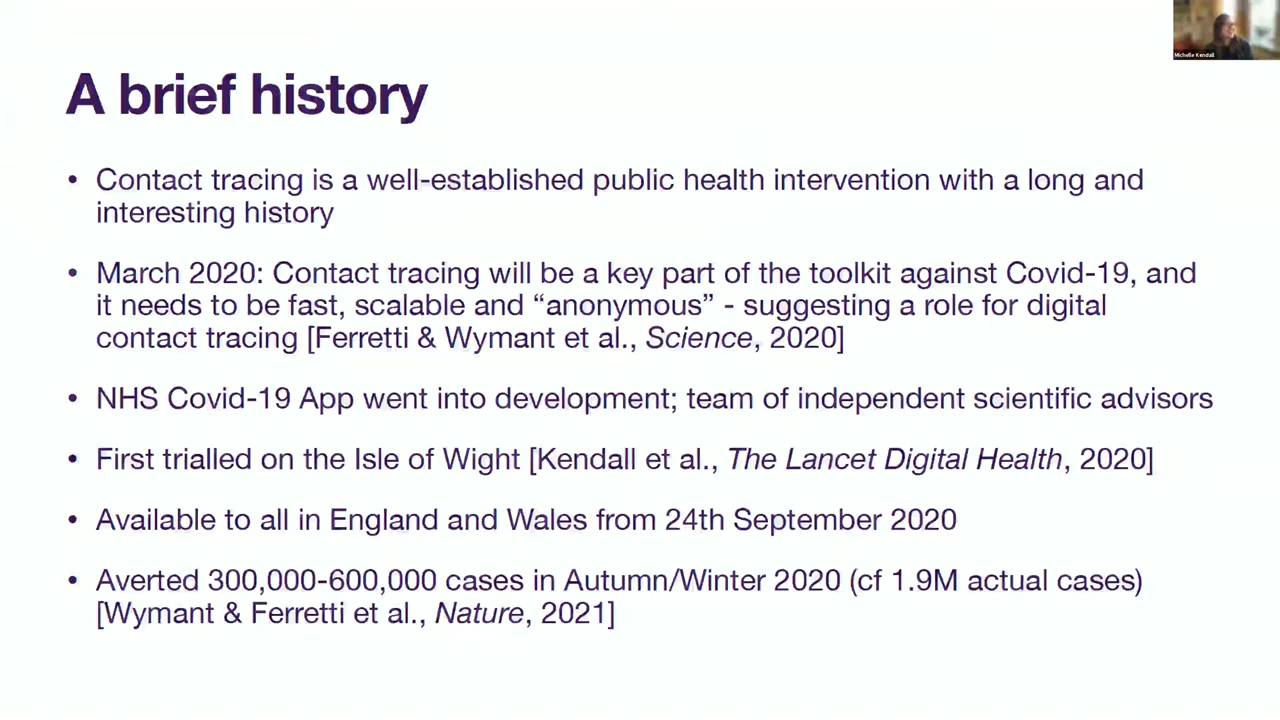 Michelle Kendall
A brief history
• Contact tracing is a well-established public health intervention with a long and
interesting history
• March 2020: Contact tracing will be a key part of the toolkit against Covid-19, and
it needs to be fast, scalable and “anonymous” - suggesting a role for digital
contact tracing [Ferretti & Wymant et al., Science, 2020]
• NHS Covid-19 App went into development; team of independent scientific advisors
• First trialled on the Isle of Wight [Kendall et al., The Lancet Digital Health, 2020]
• Available to all in England and Wales from 24th September 2020
• Averted 300,000-600,000 cases in Autumn/Winter 2020 (cf 1.9M actual cases)
[Wymant & Ferretti et al., Nature, 2021]